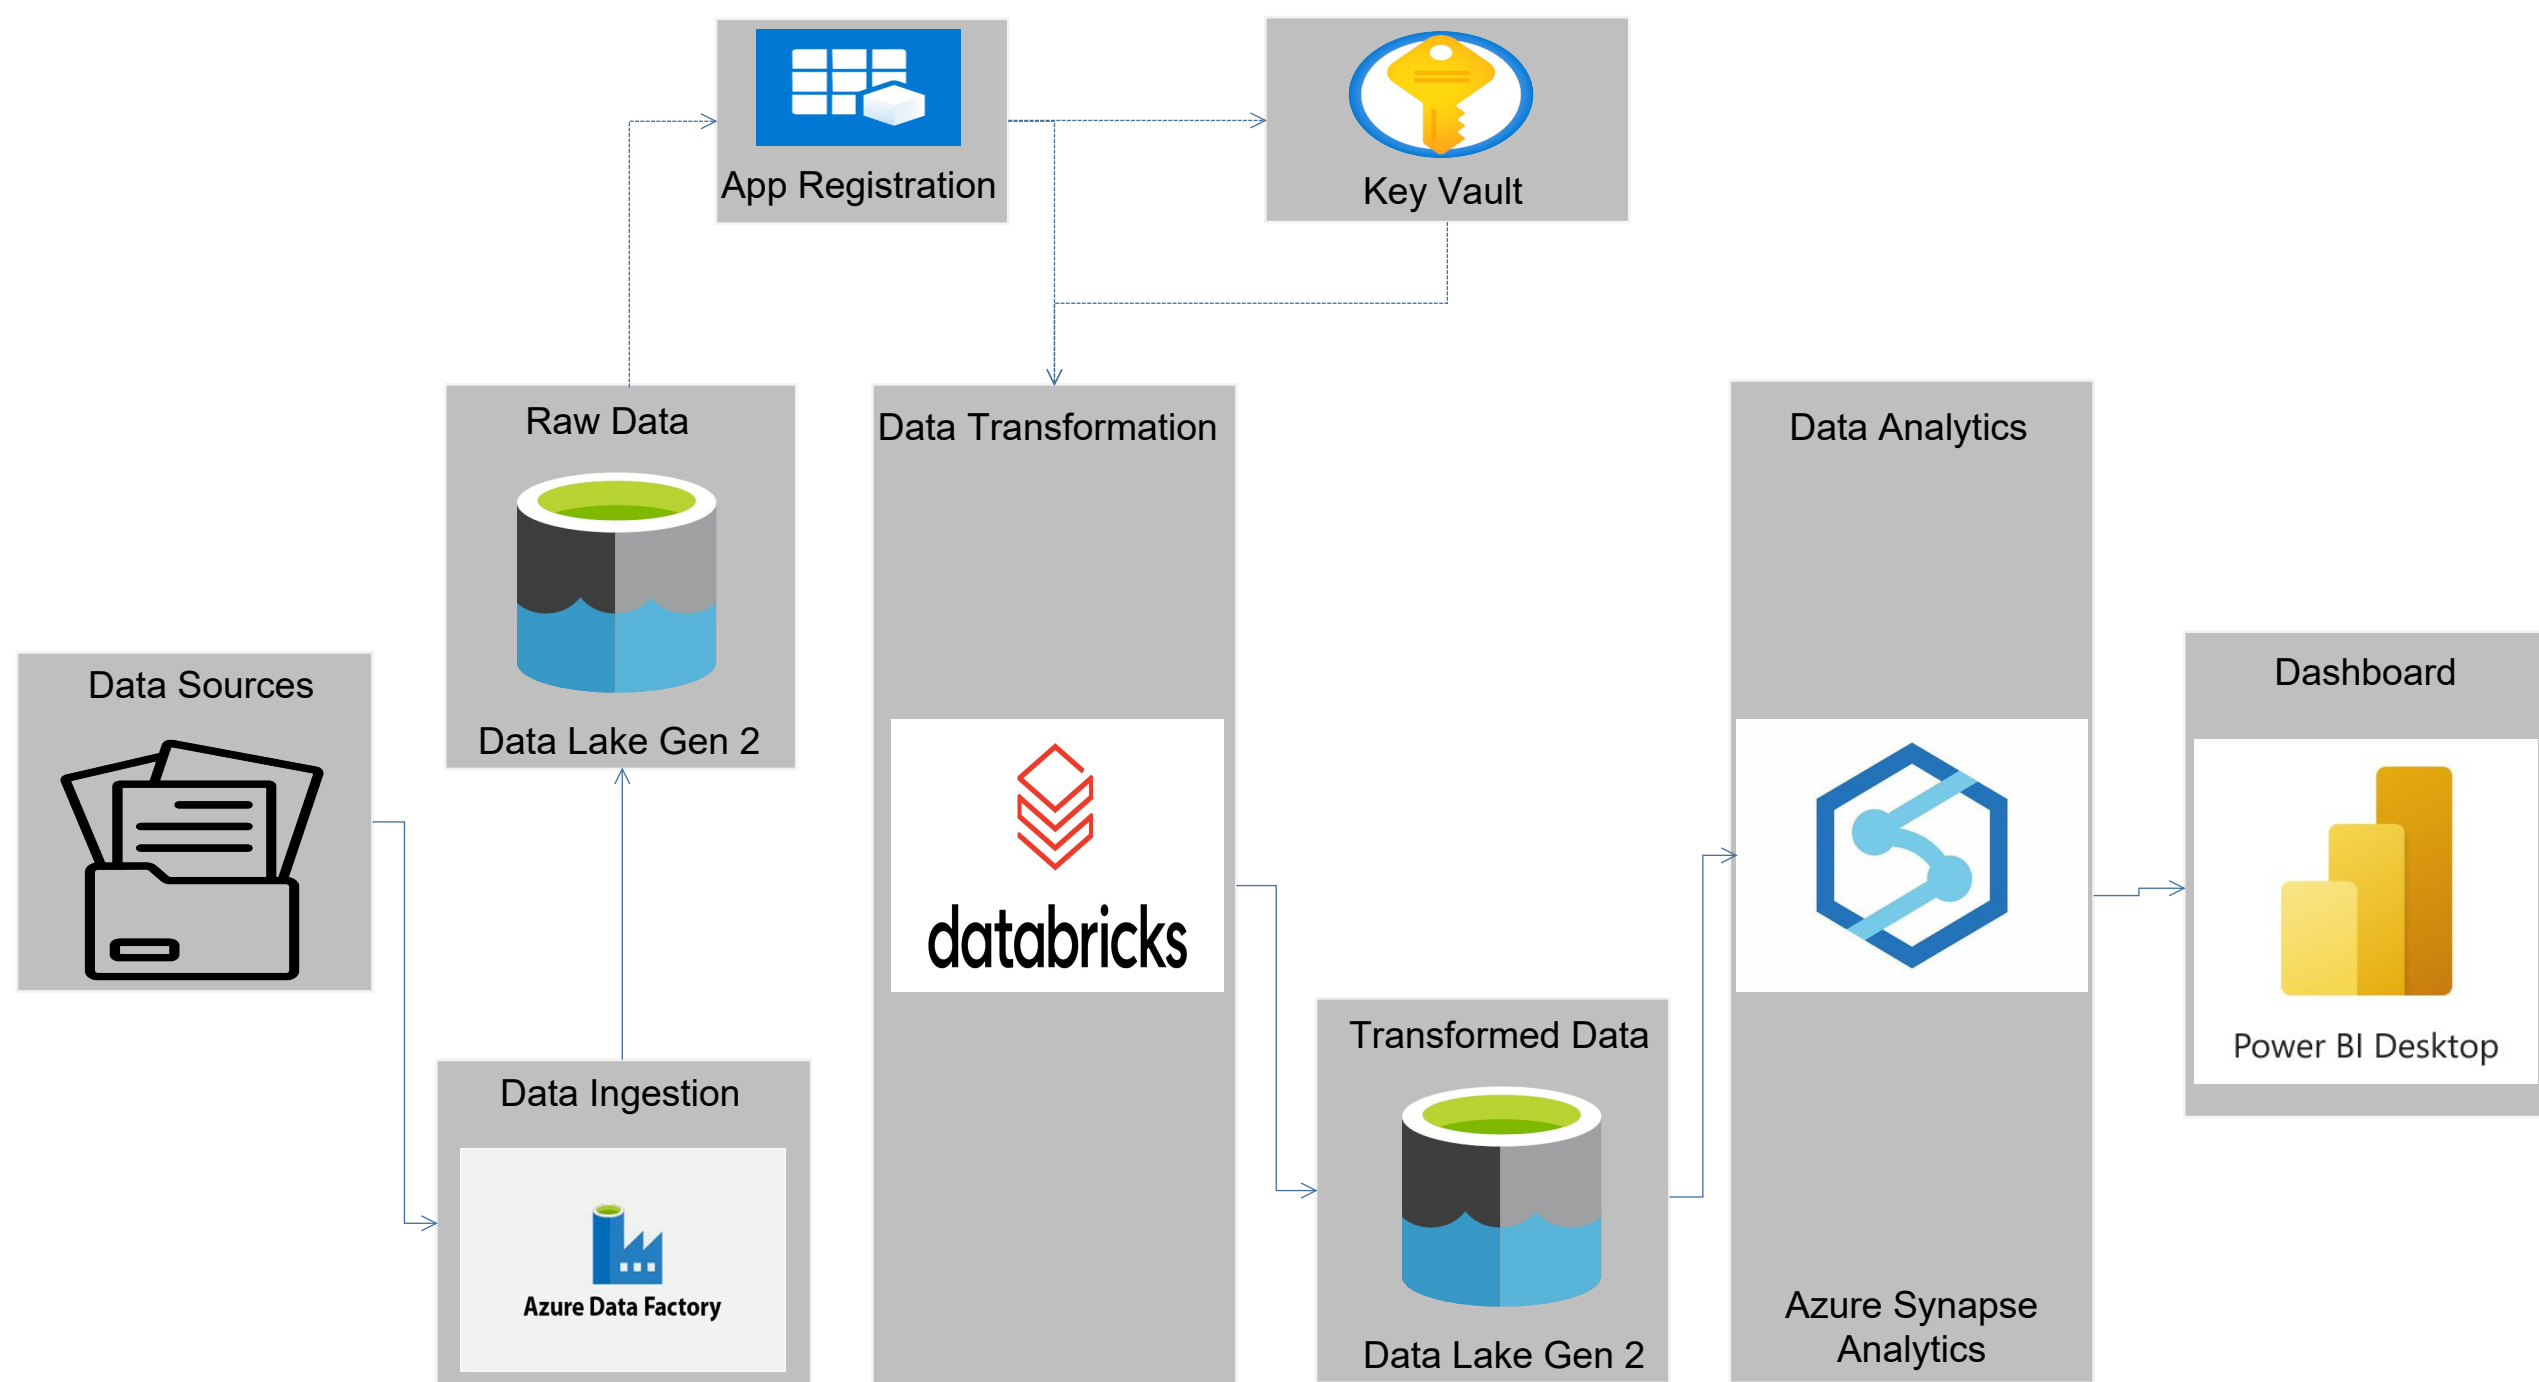 App Registration
Key Vault
Raw Data
Data Lake Gen 2
Data Transformation
databricks
Data Analytics
Azure Synapse
Analytics
Data Sources
Data Ingestion
Azure Data Factory
Transformed Data
Data Lake Gen 2
Dashboard
Power BI Desktop